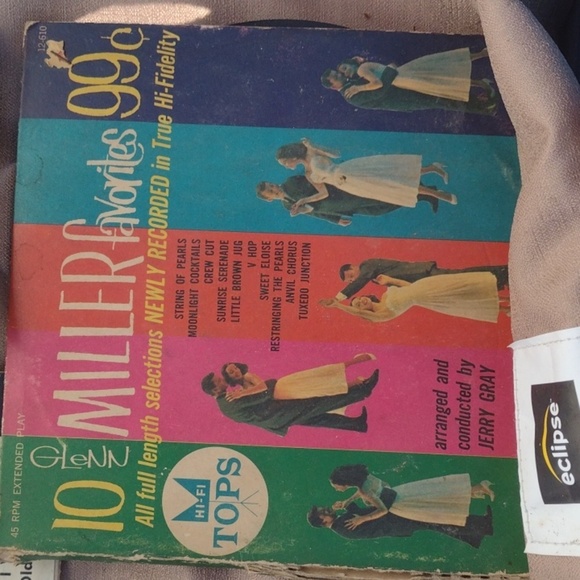 45 RPM EXTENDED PLAY
12-610
10 GLENN MILLER favorites 99¢
All full length selections NEWLY RECORDED in True Hi-Fidelity
HI-FI
TOPS
STRING OF PEARLS
MOONLIGHT COCKTAILS
CREW CUT
SUNRISE SERENADE
LITTLE BROWN JUG
V HOP
SWEET ELOISE
RESTRINGING THE PEARLS
ANVIL CHORUS
TUXEDO JUNCTION
arranged and
conducted by
JERRY GRAY
eclipse